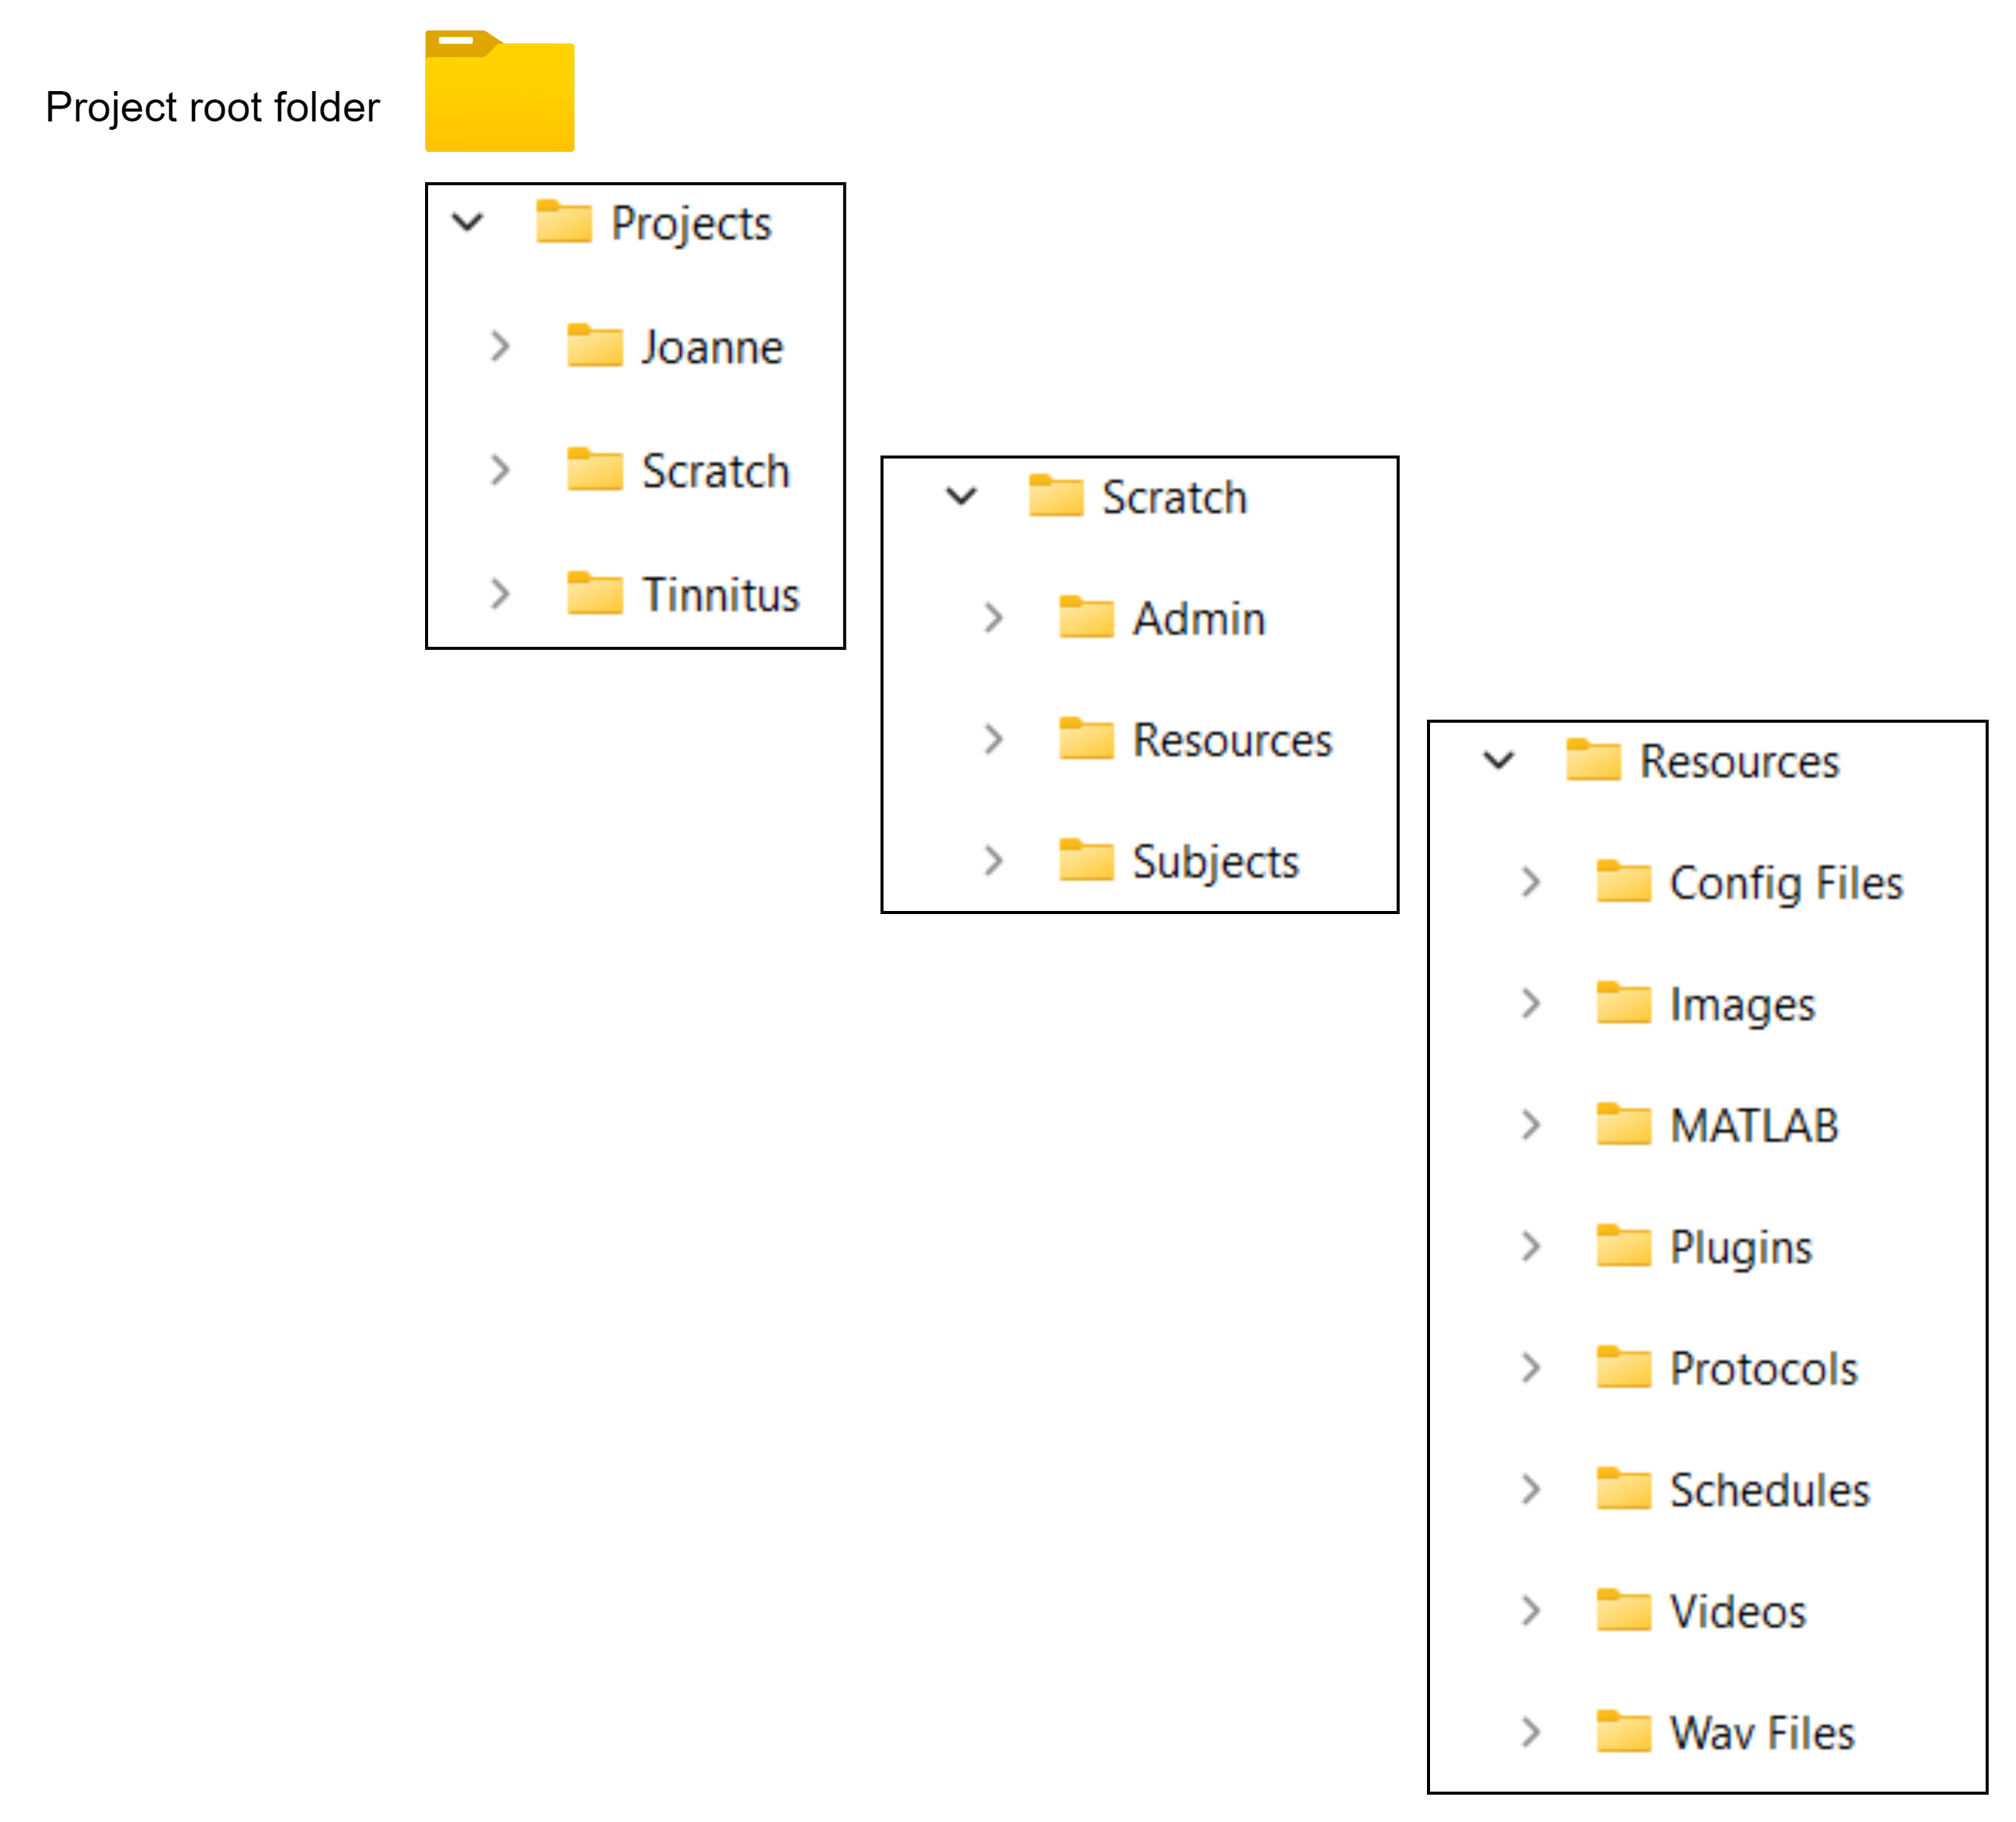 Project root folder
Projects
Joanne
Scratch
Tinnitus
Scratch
Admin
Resources
Subjects
Resources
Config Files
Images
MATLAB
Plugins
Protocols
Schedules
Videos
Wav Files